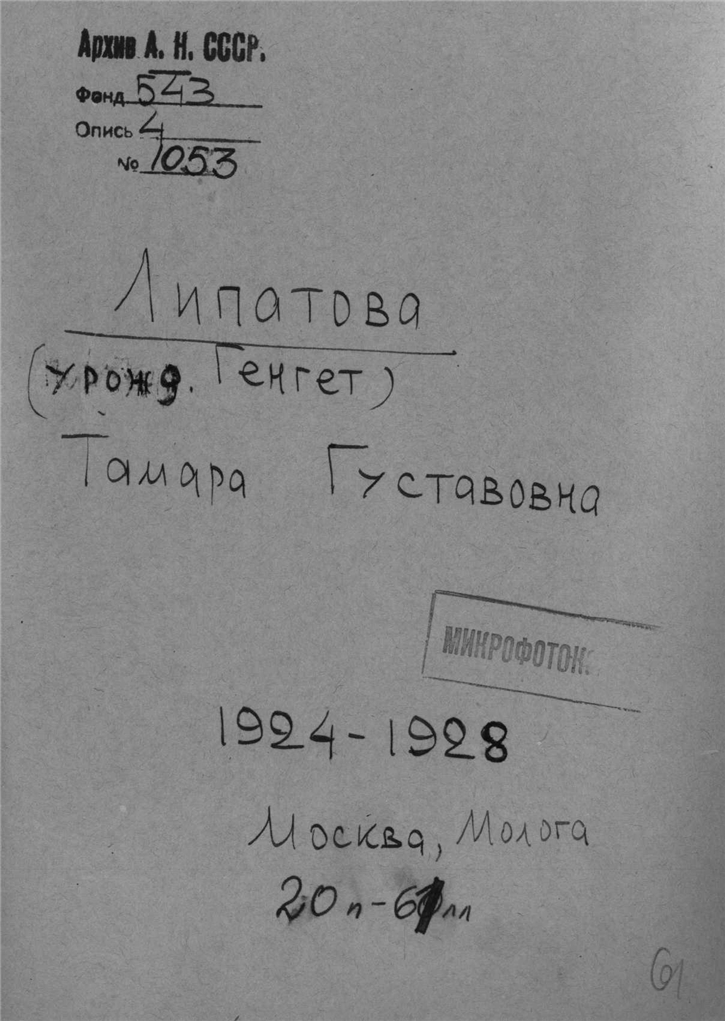 Архив А. Н. СССР.
Фонд 543
Опись 4
№ 1053
Липатова
(урожд. Генгет)
Тамара Густавовна
МИКРОФОТОК
1924-1928
Москва, Молога
20 п-61 лл
61